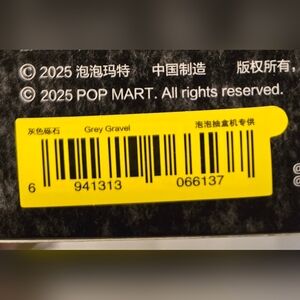 © 2025 泡泡玛特 中国制造 版权所有,
© 2025 POP MART. All rights reserved.
灰色砾石 Grey Gravel 泡泡抽盒机专供
6 941313 066137